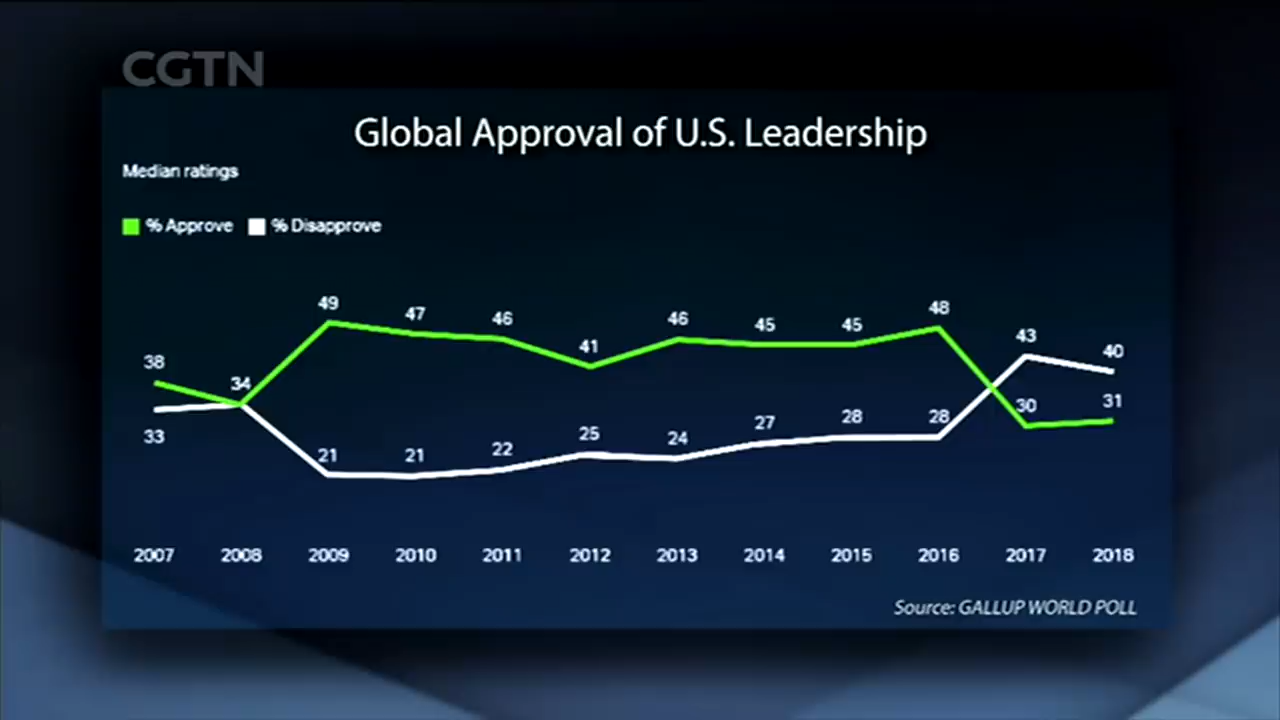 CGTN
Global Approval of U.S. Leadership
Median ratings
% Approve % Disapprove
38 34 49 47 46 41 46 45 45 48 43 40
33 21 21 22 25 24 27 28 28 30 31
2007 2008 2009 2010 2011 2012 2013 2014 2015 2016 2017 2018
Source: GALLUP WORLD POLL